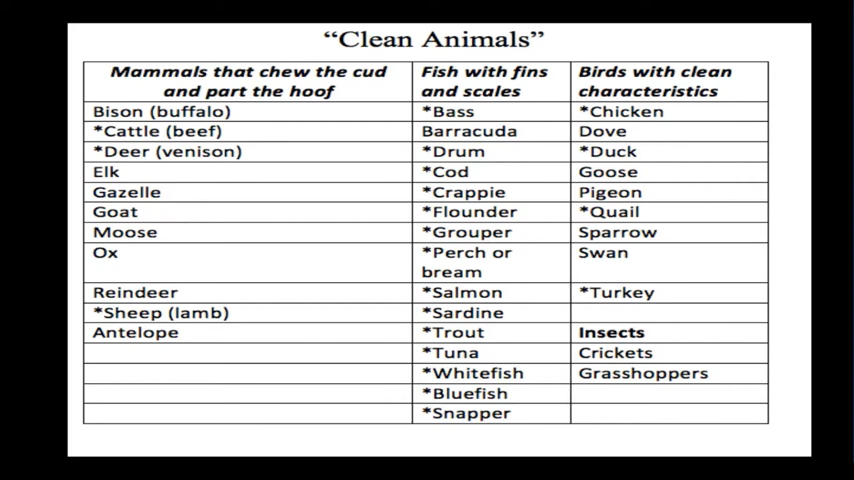 “Clean Animals”
Mammals that chew the cud and part the hoof | Fish with fins and scales | Birds with clean characteristics
Bison (buffalo) | *Bass | *Chicken
*Cattle (beef) | Barracuda | Dove
*Deer (venison) | *Drum | *Duck
Elk | *Cod | Goose
Gazelle | *Crappie | Pigeon
Goat | *Flounder | *Quail
Moose | *Grouper | Sparrow
Ox | *Perch or bream | Swan
Reindeer | *Salmon | *Turkey
*Sheep (lamb) | *Sardine
Antelope | *Trout | Insects
*Tuna | Crickets
*Whitefish | Grasshoppers
*Bluefish
*Snapper